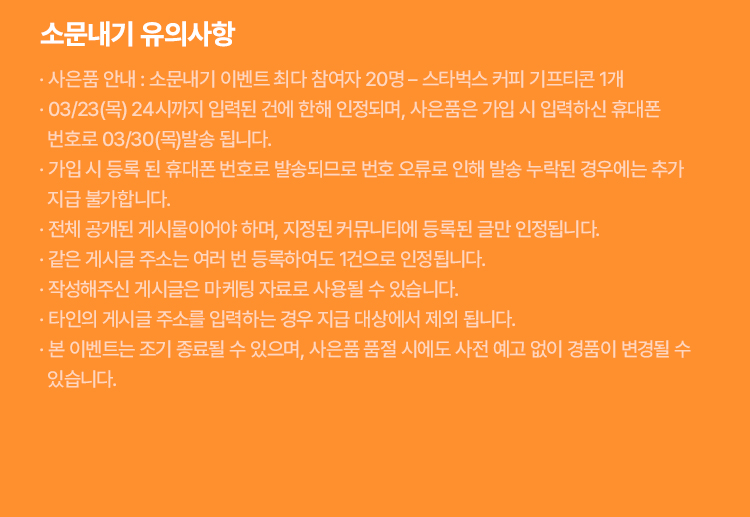 소문내기 유의사항
· 사은품 안내 : 소문내기 이벤트 최다 참여자 20명 – 스타벅스 커피 기프티콘 1개
· 03/23(목) 24시까지 입력된 건에 한해 인정되며, 사은품은 가입 시 입력하신 휴대폰
번호로 03/30(목)발송 됩니다.
· 가입 시 등록 된 휴대폰 번호로 발송되므로 번호 오류로 인해 발송 누락된 경우에는 추가
지급 불가합니다.
· 전체 공개된 게시물이어야 하며, 지정된 커뮤니티에 등록된 글만 인정됩니다.
· 같은 게시글 주소는 여러 번 등록하여도 1건으로 인정됩니다.
· 작성해주신 게시글은 마케팅 자료로 사용될 수 있습니다.
· 타인의 게시글 주소를 입력하는 경우 지급 대상에서 제외 됩니다.
· 본 이벤트는 조기 종료될 수 있으며, 사은품 품절 시에도 사전 예고 없이 경품이 변경될 수
있습니다.